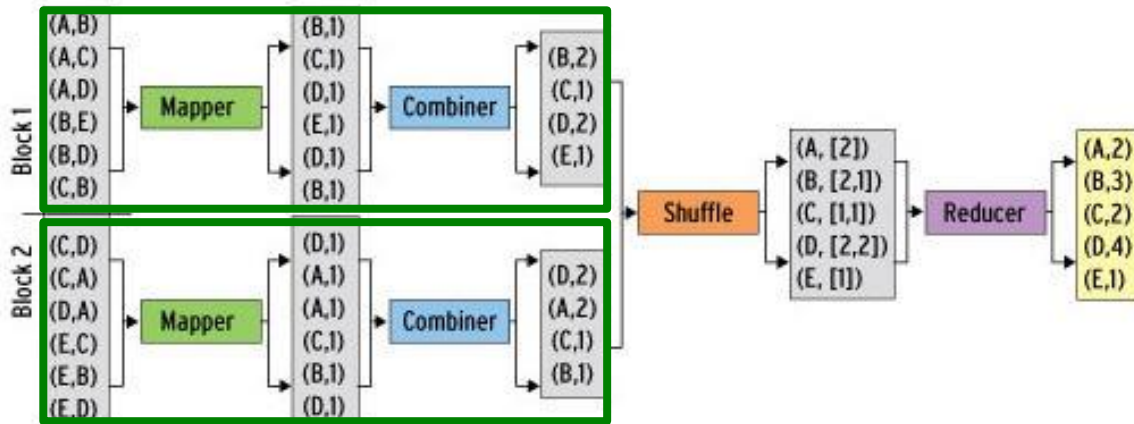 Block 1
(A,B)
(A,C)
(A,D)
(B,E)
(B,D)
(C,B)
Mapper
(B,1)
(C,1)
(D,1)
(E,1)
(D,1)
(B,1)
Combiner
(B,2)
(C,1)
(D,2)
(E,1)
Block 2
(C,D)
(C,A)
(D,A)
(E,C)
(E,B)
(E,D)
Mapper
(D,1)
(A,1)
(A,1)
(C,1)
(B,1)
(D,1)
Combiner
(D,2)
(A,2)
(C,1)
(B,1)
Shuffle
(A, [2])
(B, [2,1])
(C, [1,1])
(D, [2,2])
(E, [1])
Reducer
(A,2)
(B,3)
(C,2)
(D,4)
(E,1)